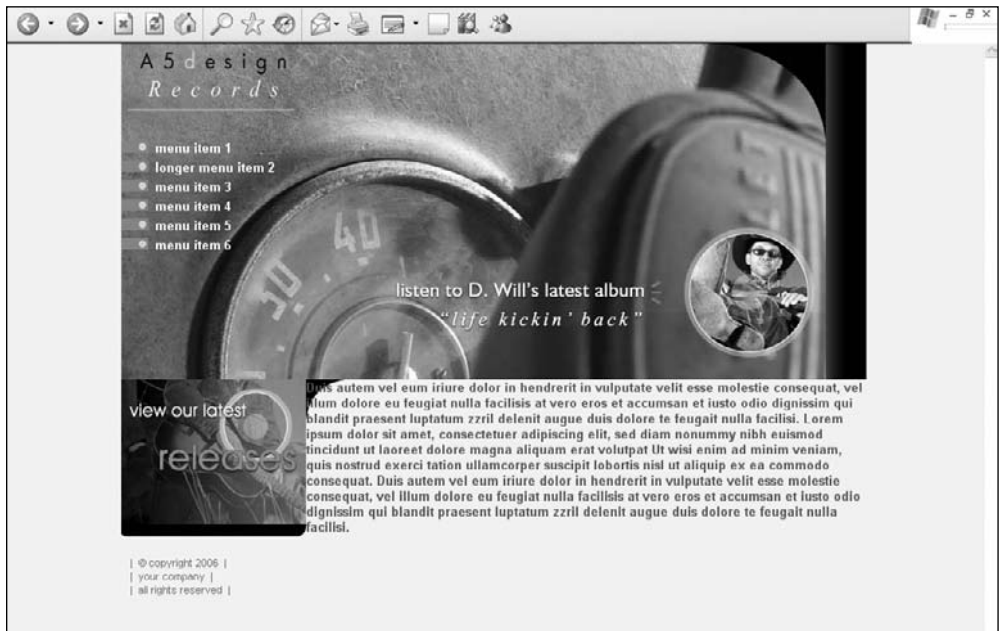 A5design
Records
menu item 1
longer menu item 2
menu item 3
menu item 4
menu item 5
menu item 6
40
30
listen to D. Will's latest album
"life kickin' back"
view our latest
releases
Duis autem vel eum iriure dolor in hendrerit in vulputate velit esse molestie consequat, vel
illum dolore eu feugiat nulla facilisis at vero eros et accumsan et iusto odio dignissim qui
blandit praesent luptatum zzril delenit augue duis dolore te feugait nulla facilisi. Lorem
ipsum dolor sit amet, consectetuer adipiscing elit, sed diam nonummy nibh euismod
tincidunt ut laoreet dolore magna aliquam erat volutpat Ut wisi enim ad minim veniam,
quis nostrud exerci tation ullamcorper suscipit lobortis nisl ut aliquip ex ea commodo
consequat. Duis autem vel eum iriure dolor in hendrerit in vulputate velit esse molestie
consequat, vel illum dolore eu feugiat nulla facilisis at vero eros et accumsan et iusto odio
dignissim qui blandit praesent luptatum zzril delenit augue duis dolore te feugait nulla
facilisi.
| © copyright 2006 |
| your company |
| all rights reserved |